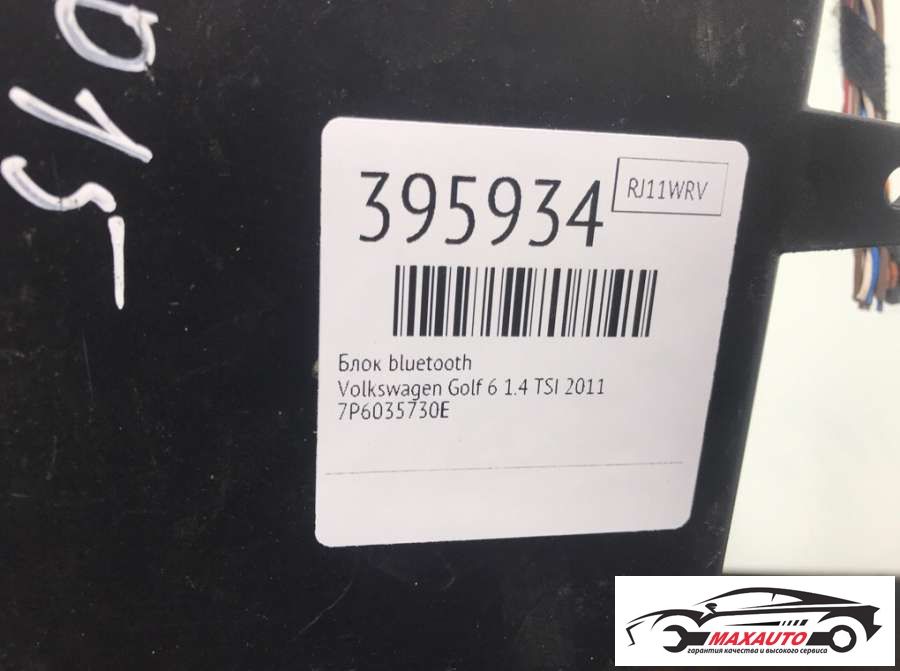 395934
RJ11WRV
Блок bluetooth
Volkswagen Golf 6 1.4 TSI 2011
7P6035730E
MAXAUTO
гарантия качества и высокого сервиса